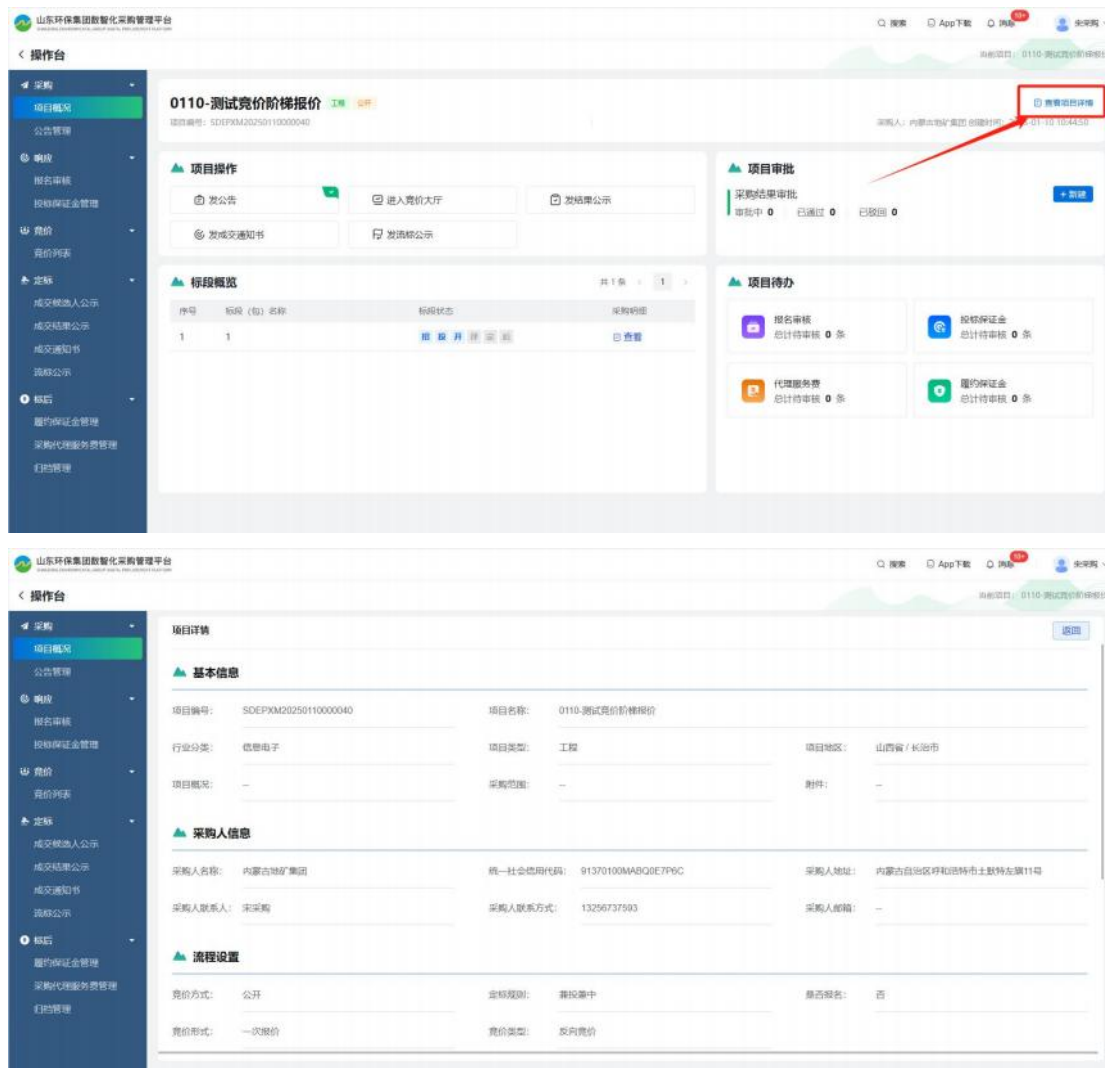 山东环保集团数智化采购管理平台
搜索 App下载 消息 10+ 宋采购
操作台
当前项目： 0110-测试竞价阶梯报价
采购
项目概况
公告管理
响应
报名审核
投标保证金管理
竞价
竞价列表
定标
成交候选人公示
成交结果公示
成交通知书
流标公示
标后
履约保证金管理
采购代理服务费管理
归档管理
0110-测试竞价阶梯报价 工程 公开
查看项目详情
项目编号：SDEPXM20250110000040
采购人：内蒙古地矿集团 创建时间： -01-10 10:44:50
项目操作
发公告 进入竞价大厅 发结果公示
发成交通知书 发流标公示
项目审批
采购结果审批
+ 新建
审批中 0 已通过 0 已驳回 0
标段概览
共 1 条 1
序号 标段（包）名称 标段状态 采购明细
1 1 报 投 开 评 定 查看
项目待办
报名审核
总计待审核 0 条
投标保证金
总计待审核 0 条
代理服务费
总计待审核 0 条
履约保证金
总计待审核 0 条
山东环保集团数智化采购管理平台
搜索 App下载 消息 10+ 宋采购
操作台
当前项目： 0110-测试竞价阶梯报价
采购
项目概况
公告管理
响应
报名审核
投标保证金管理
竞价
竞价列表
定标
成交候选人公示
成交结果公示
成交通知书
流标公示
标后
履约保证金管理
采购代理服务费管理
归档管理
项目详情
返回
基本信息
项目编号： SDEPXM20250110000040 项目名称： 0110-测试竞价阶梯报价
行业分类： 信息电子 项目类型： 工程 项目地区： 山西省 / 长治市
项目概况： -- 采购范围： -- 附件： --
采购人信息
采购人名称： 内蒙古地矿集团 统一社会信用代码： 91370100MABQ0E7P6C 采购人地址： 内蒙古自治区呼和浩特市土默特左旗11号
采购人联系人： 宋采购 采购人联系方式： 13256737593 采购人邮箱： --
流程设置
竞价方式： 公开 定标规则： 兼投兼中 是否报名： 否
竞价形式： 一次报价 竞价类型： 反向竞价